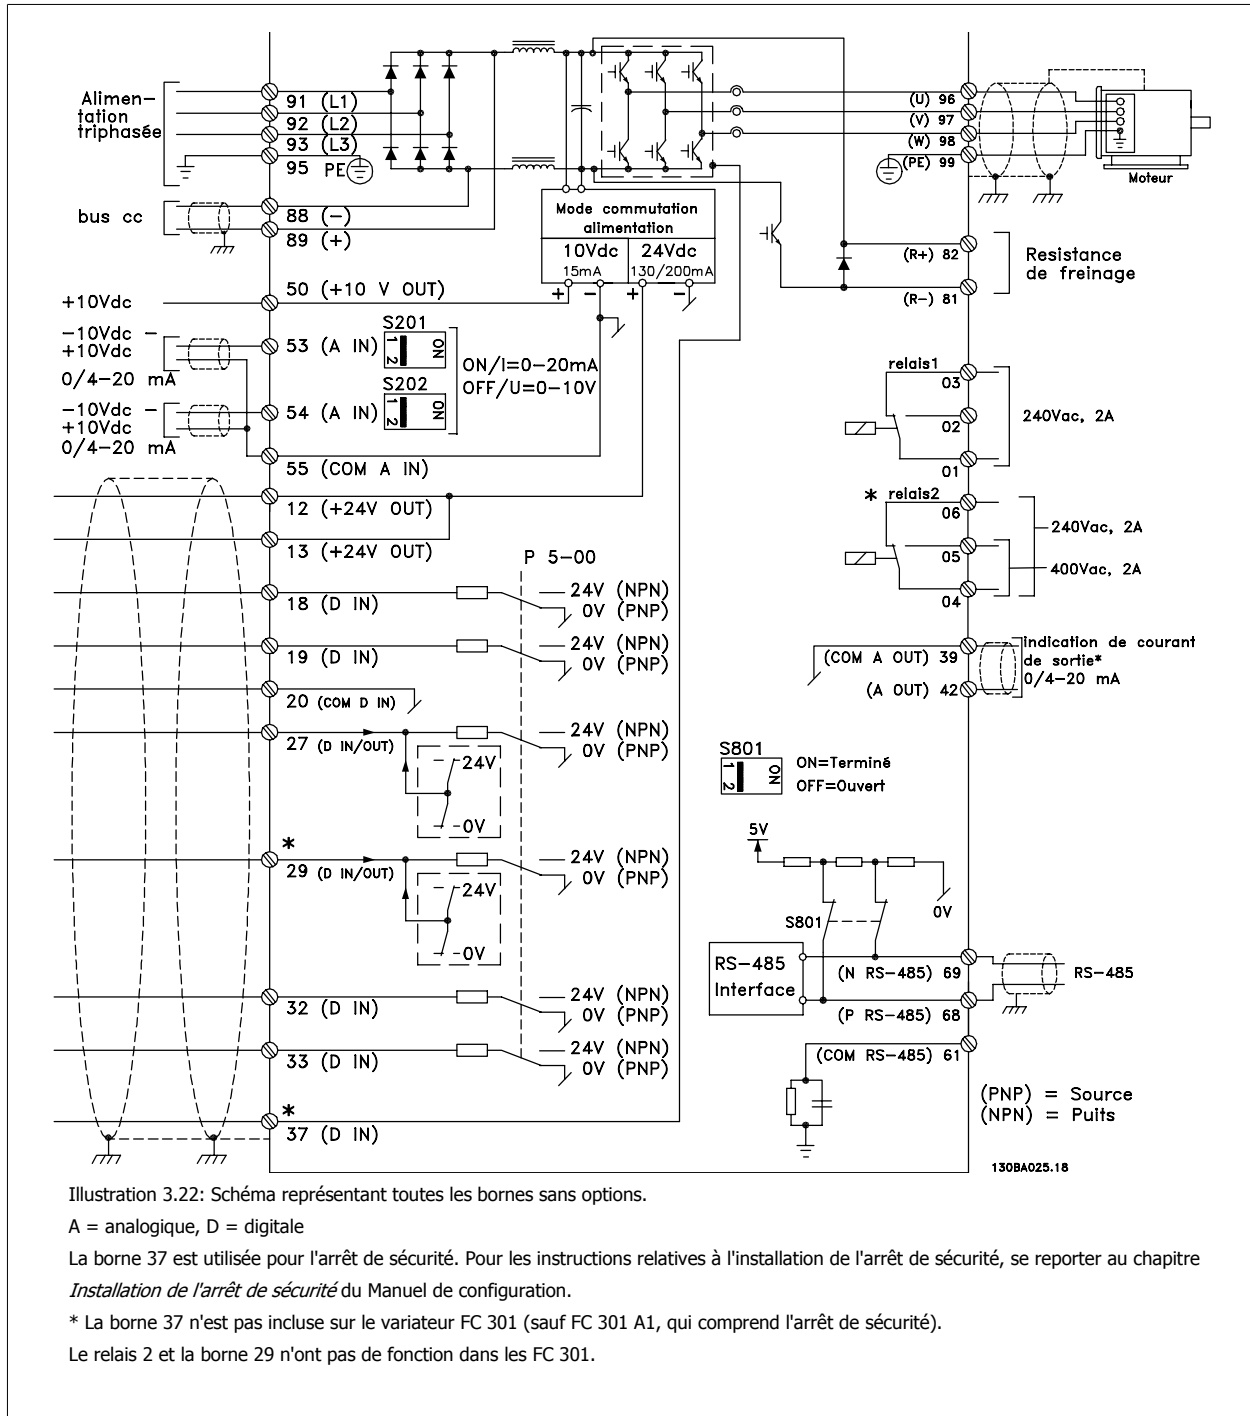 Alimen-
tation
triphasée
91 (L1)
92 (L2)
93 (L3)
95 PE
bus cc
88 (−)
89 (+)
+10Vdc
50 (+10 V OUT)
−10Vdc −
+10Vdc
0/4−20 mA
53 (A IN)
S201
1 2 ON
ON/I=0−20mA
OFF/U=0−10V
S202
1 2 ON
−10Vdc −
+10Vdc
0/4−20 mA
54 (A IN)
55 (COM A IN)
12 (+24V OUT)
13 (+24V OUT)
P 5−00
18 (D IN)
24V (NPN)
0V (PNP)
19 (D IN)
24V (NPN)
0V (PNP)
20 (COM D IN)
27 (D IN/OUT)
24V (NPN)
0V (PNP)
24V
0V
*
29 (D IN/OUT)
24V (NPN)
0V (PNP)
24V
0V
32 (D IN)
24V (NPN)
0V (PNP)
33 (D IN)
24V (NPN)
0V (PNP)
*
37 (D IN)
Mode commutation
alimentation
10Vdc
15mA
24Vdc
130/200mA
+ − + −
(U) 96
(V) 97
(W) 98
(PE) 99
Moteur
(R+) 82
(R−) 81
Resistance
de freinage
relais1
03
02
01
240Vac, 2A
* relais2
06
05
04
240Vac, 2A
400Vac, 2A
(COM A OUT) 39
(A OUT) 42
indication de courant
de sortie*
0/4−20 mA
S801
1 2 ON
ON=Terminé
OFF=Ouvert
5V
0V
S801
RS−485
Interface
(N RS−485) 69
(P RS−485) 68
(COM RS−485) 61
RS−485
(PNP) = Source
(NPN) = Puits
130BA025.18
Illustration 3.22: Schéma représentant toutes les bornes sans options.
A = analogique, D = digitale
La borne 37 est utilisée pour l'arrêt de sécurité. Pour les instructions relatives à l'installation de l'arrêt de sécurité, se reporter au chapitre
Installation de l'arrêt de sécurité du Manuel de configuration.
* La borne 37 n'est pas incluse sur le variateur FC 301 (sauf FC 301 A1, qui comprend l'arrêt de sécurité).
Le relais 2 et la borne 29 n'ont pas de fonction dans les FC 301.